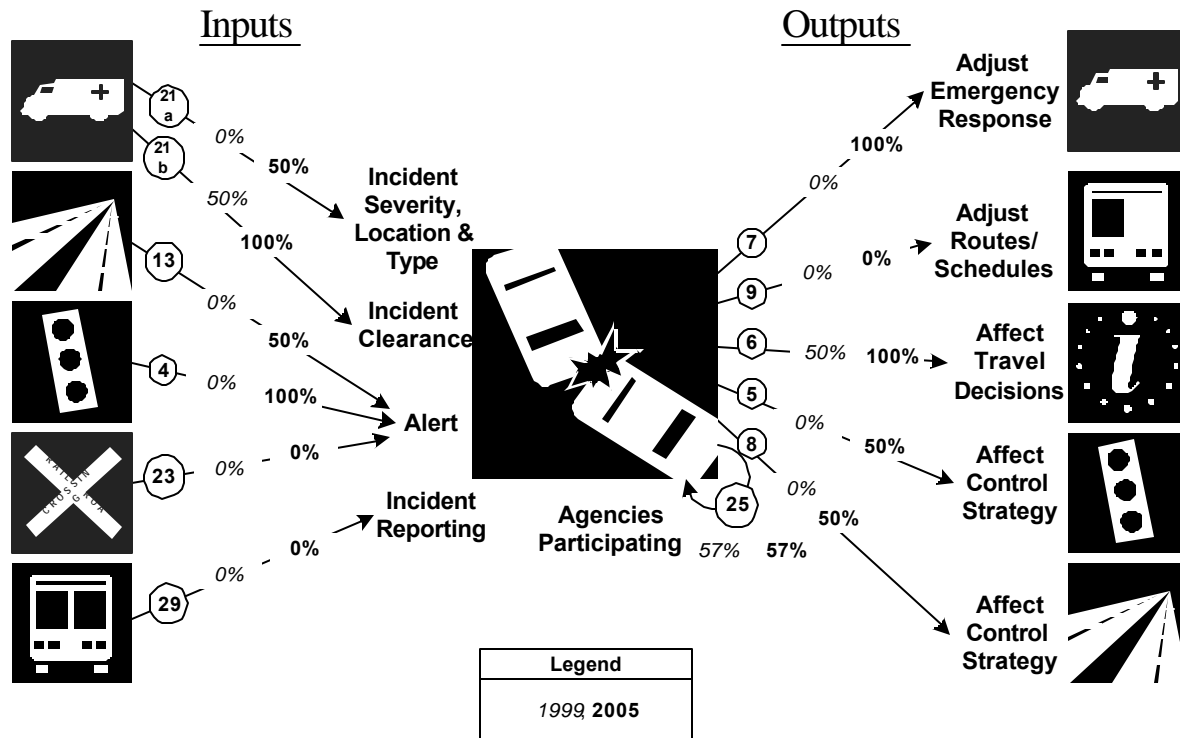 Inputs
Outputs
21
a
0%
50%
21
b
50%
100%
Incident
Severity,
Location &
Type
13
0%
50%
Incident
Clearance
4
0%
100%
Alert
RAILROA
CROSSING
23
0%
0%
Incident
Reporting
29
0%
0%
Agencies
Participating
25
57% 57%
7
0%
100%
Adjust
Emergency
Response
9
0%
0%
Adjust
Routes/
Schedules
6
50%
100%
Affect
Travel
Decisions
i
5
0%
50%
Affect
Control
Strategy
8
0%
50%
Affect
Control
Strategy
Legend
1999, 2005